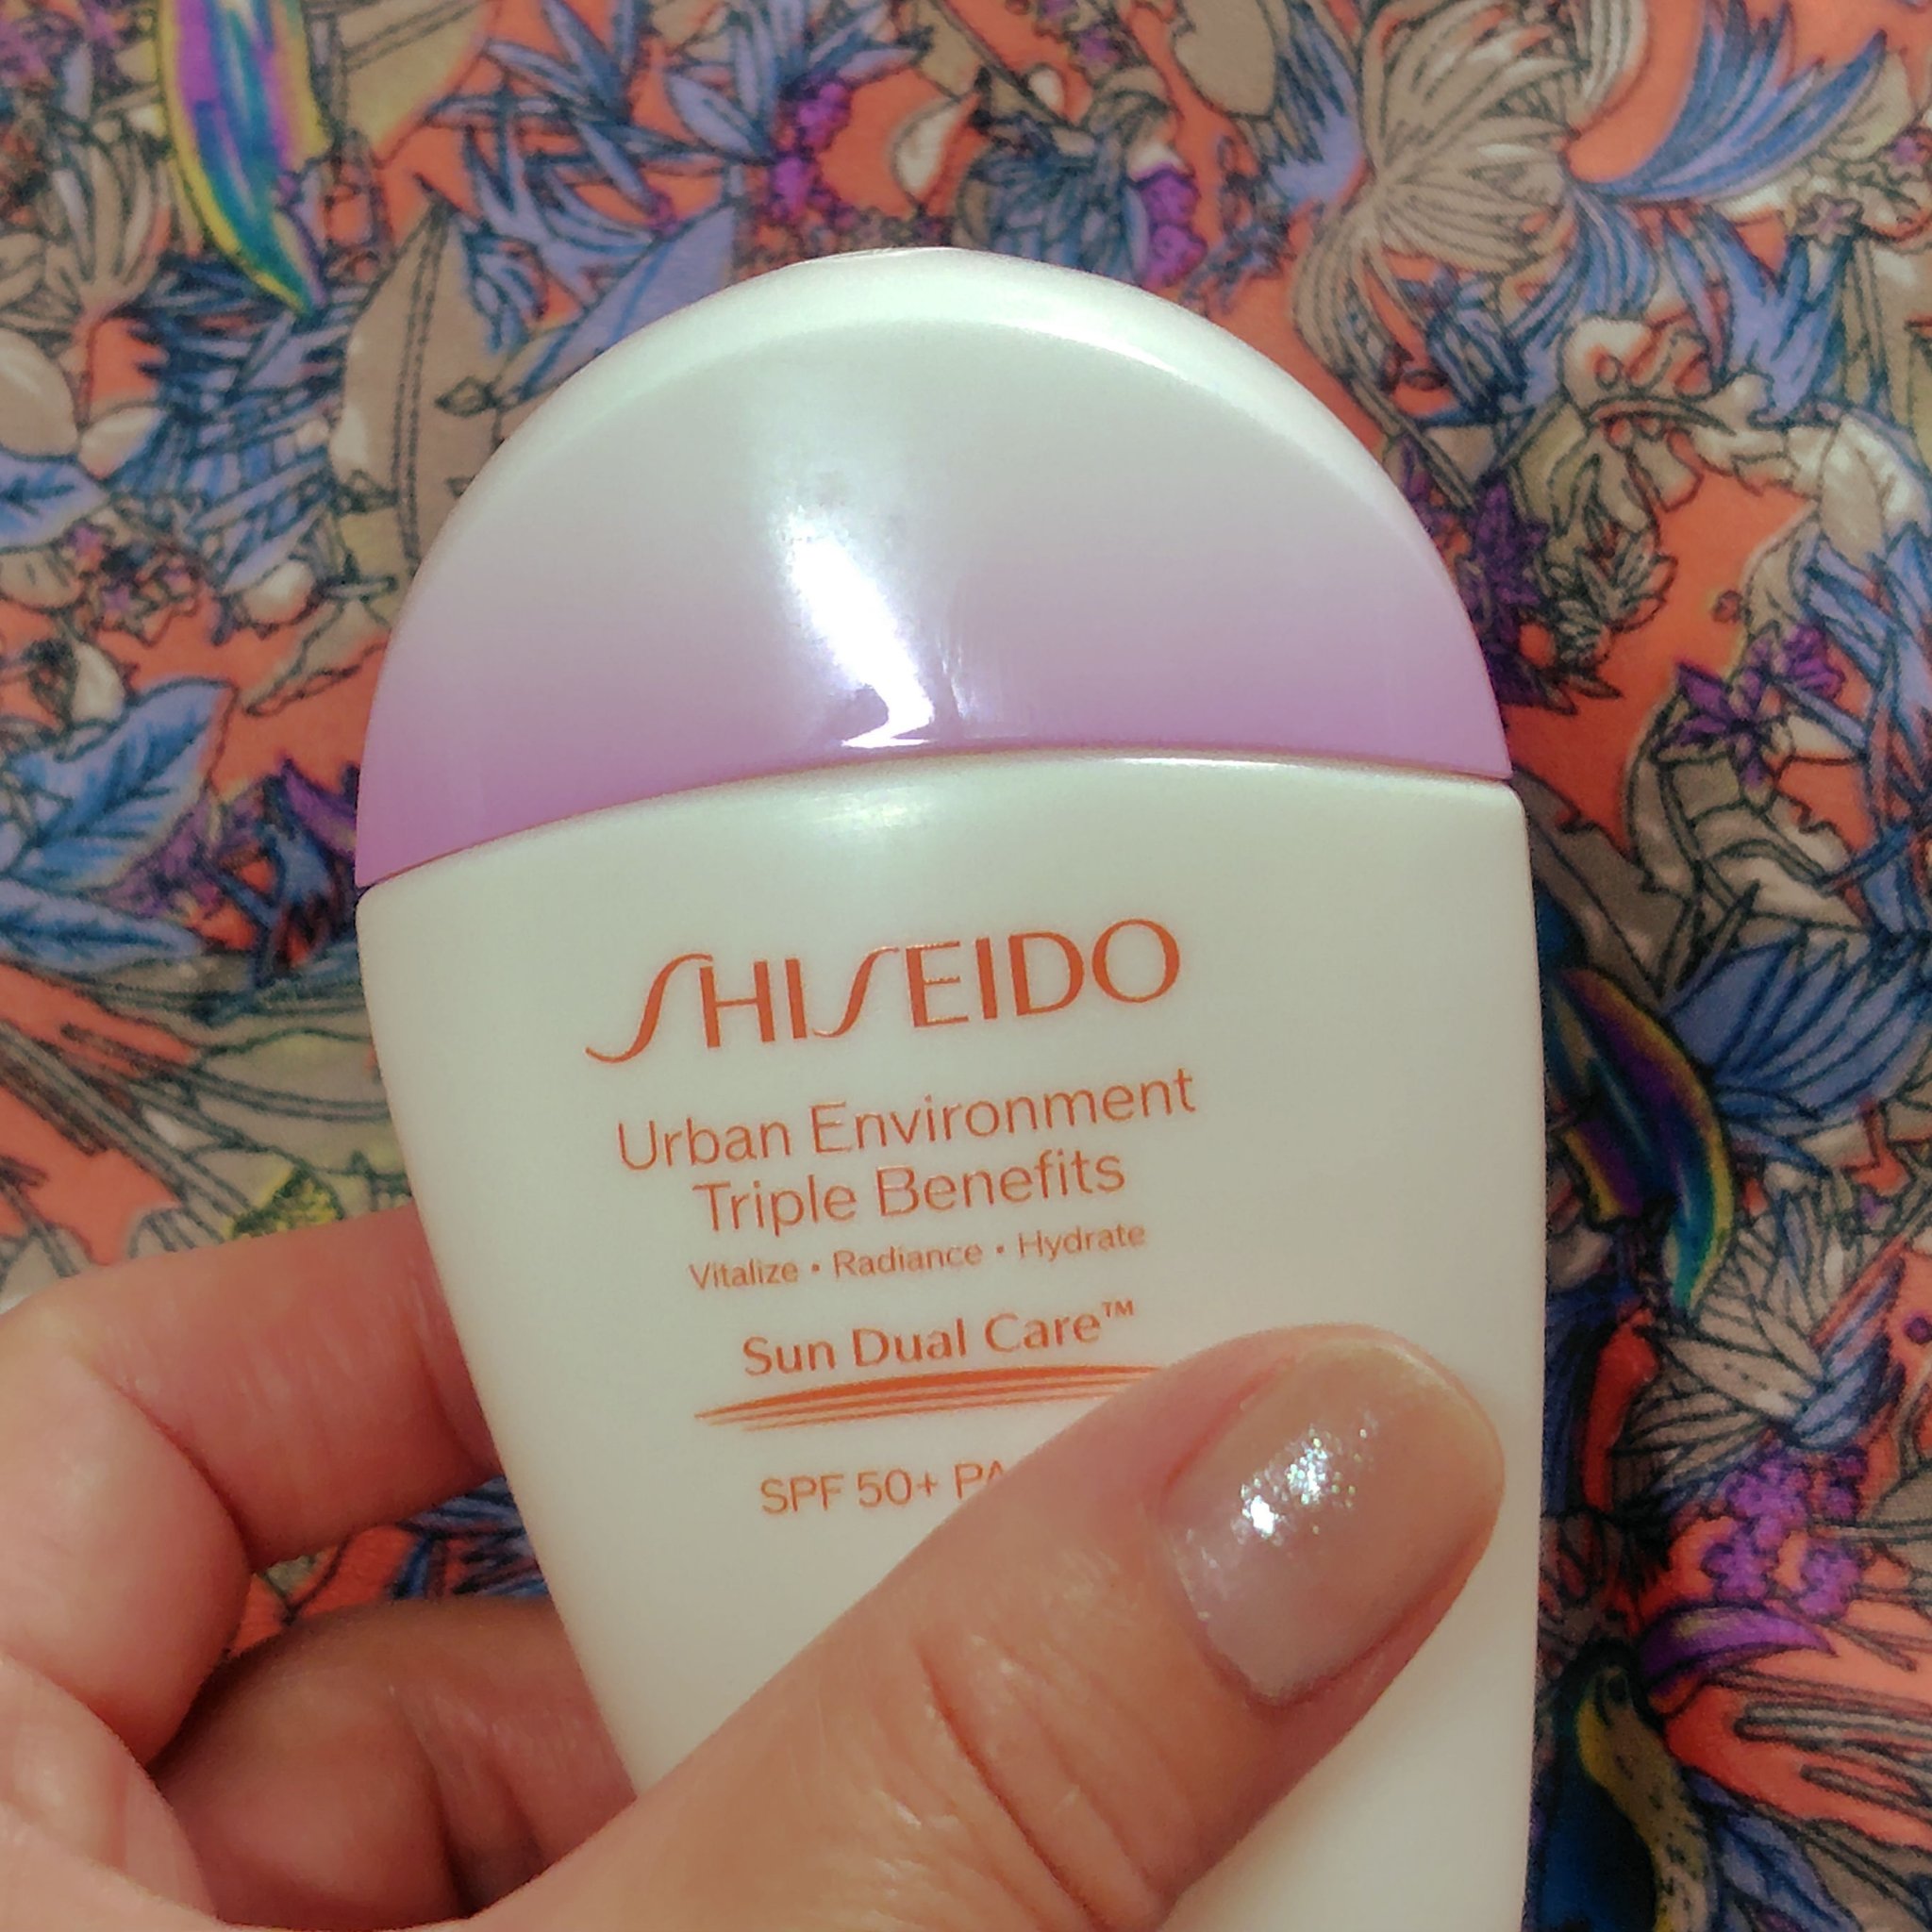 SHISEIDO
Urban Environment
Triple Benefits
Vitalize • Radiance • Hydrate
Sun Dual Care™
SPF 50+